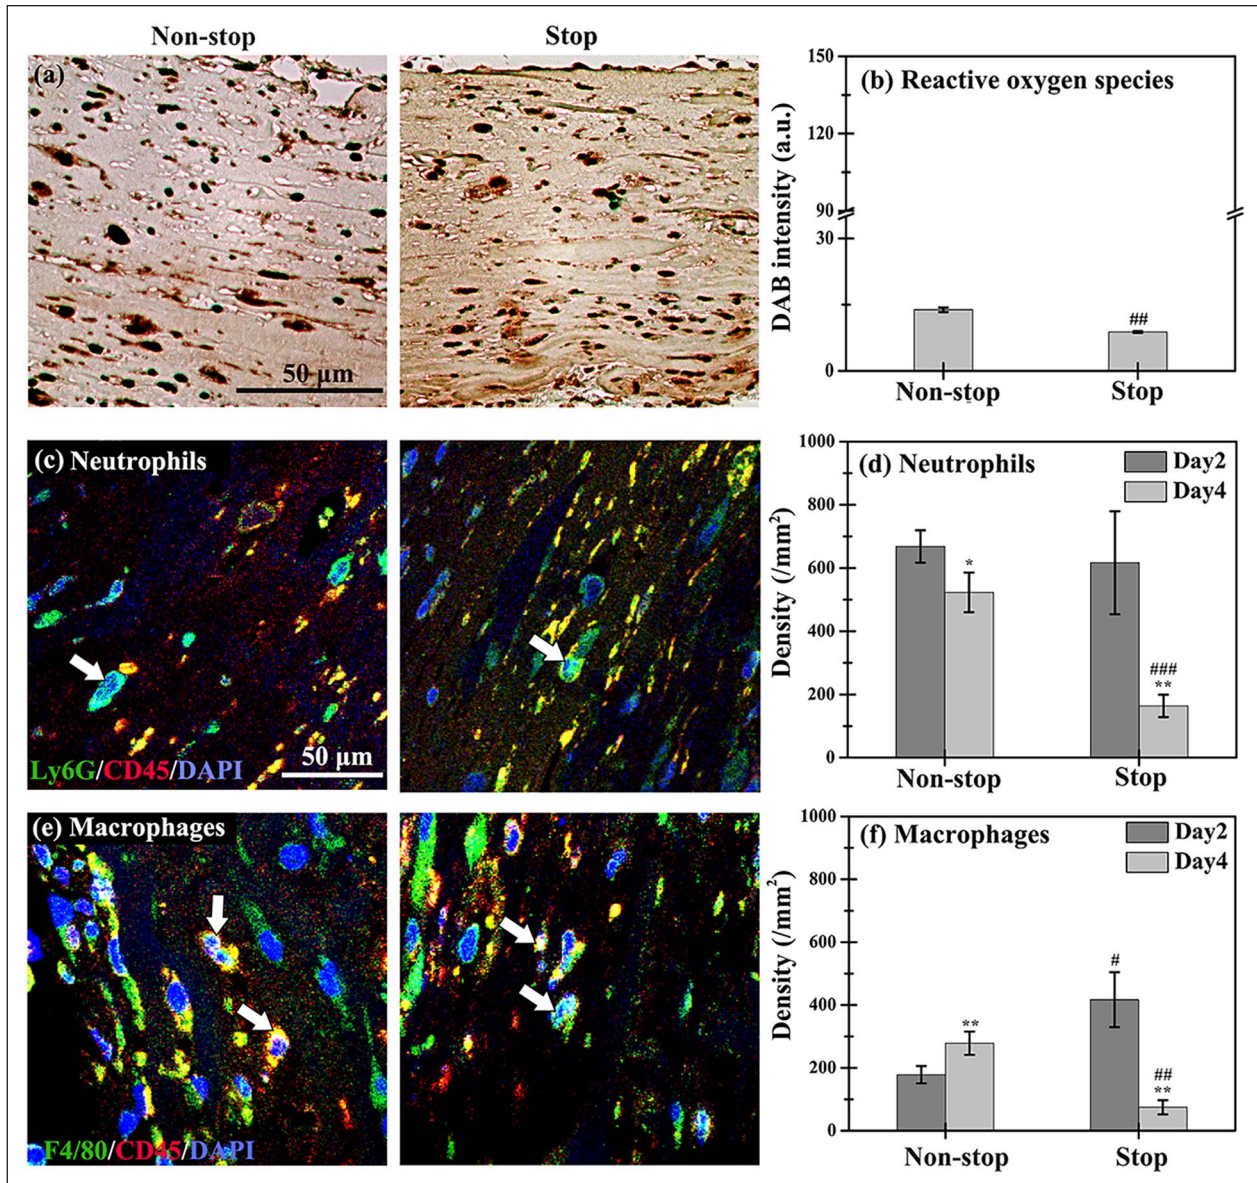 Non-stop
Stop
(a)
50 μm
(b) Reactive oxygen species
DAB intensity (a.u.)
150
120
90
30
0
##
Non-stop
Stop
(c) Neutrophils
Ly6G/CD45/DAPI
50 μm
(d) Neutrophils
Day2
Day4
Density (/mm²)
1000
800
600
400
200
0
*
###
**
Non-stop
Stop
(e) Macrophages
F4/80/CD45/DAPI
(f) Macrophages
Day2
Day4
Density (/mm²)
1000
800
600
400
200
0
**
#
##
**
Non-stop
Stop